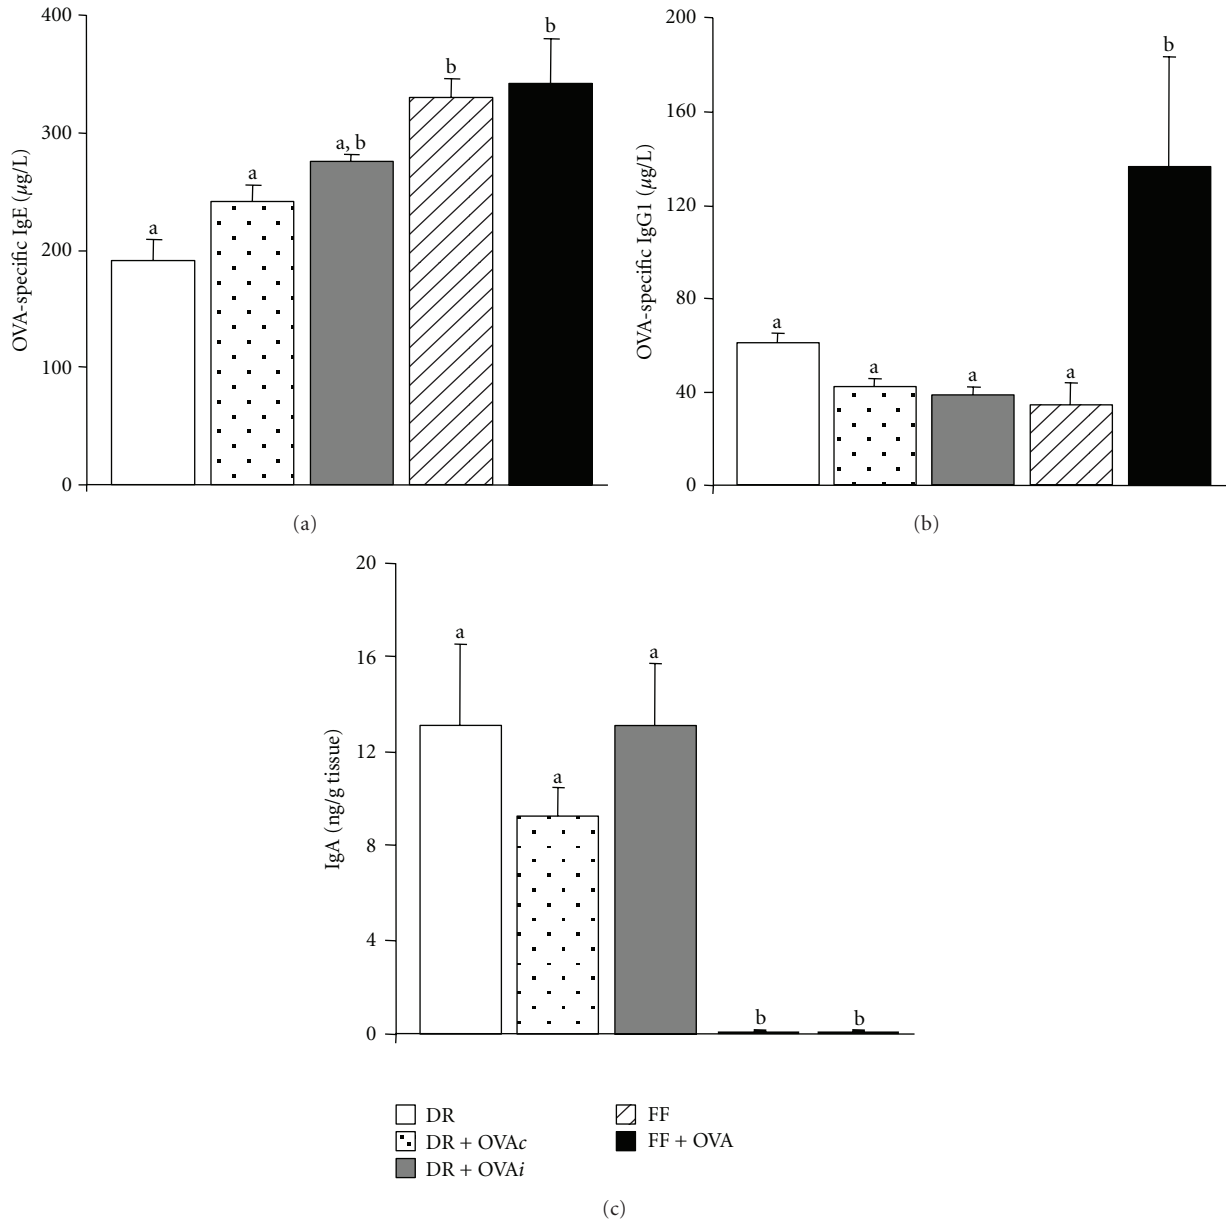 400
300
200
100
0
OVA-specific IgE (µg/L)
a
a
a, b
b
b
(a)
200
160
120
80
40
0
OVA-specific IgG1 (µg/L)
a
a
a
a
b
(b)
20
16
12
8
4
0
IgA (ng/g tissue)
a
a
a
b
b
DR
DR + OVAc
DR + OVAi
FF
FF + OVA
(c)